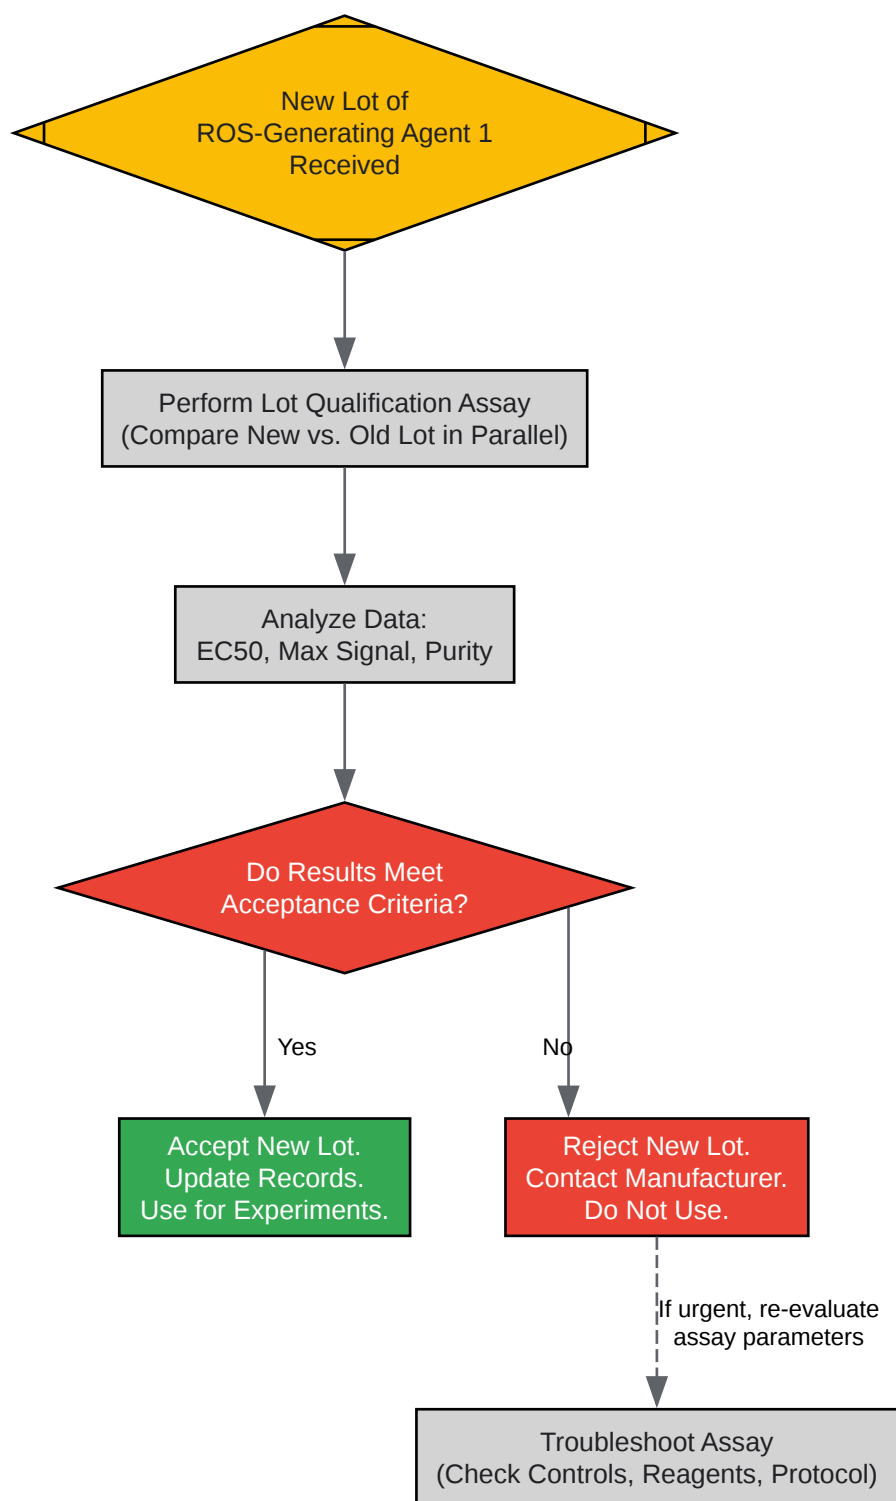 New Lot of
ROS-Generating Agent 1
Received
Perform Lot Qualification Assay
(Compare New vs. Old Lot in Parallel)
Analyze Data:
EC50, Max Signal, Purity
Do Results Meet
Acceptance Criteria?
Yes
No
Accept New Lot.
Update Records.
Use for Experiments.
Reject New Lot.
Contact Manufacturer.
Do Not Use.
If urgent, re-evaluate
assay parameters
Troubleshoot Assay
(Check Controls, Reagents, Protocol)